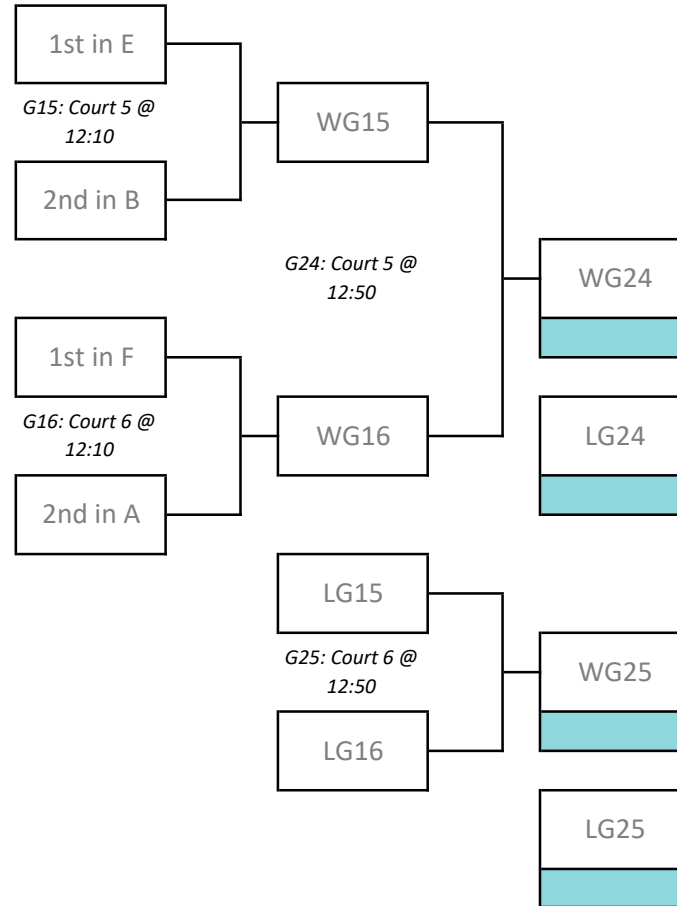 1st in E
G15: Court 5 @
12:10
WG15
2nd in B
G24: Court 5 @
12:50
WG24
1st in F
G16: Court 6 @
12:10
WG16
LG24
2nd in A
LG15
G25: Court 6 @
12:50
WG25
LG16
LG25